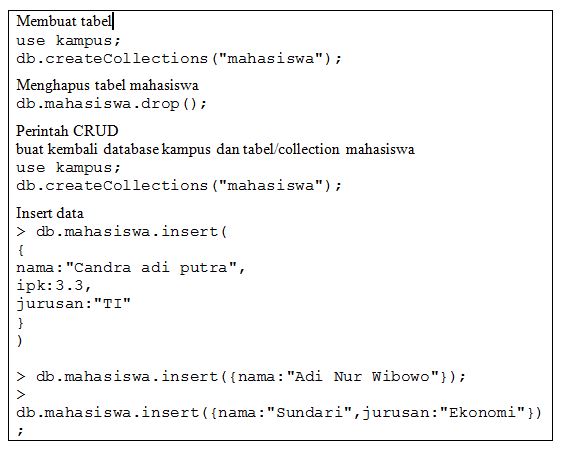 Membuat tabel
use kampus;
db.createCollections("mahasiswa");
Menghapus tabel mahasiswa
db.mahasiswa.drop();
Perintah CRUD
buat kembali database kampus dan tabel/collection mahasiswa
use kampus;
db.createCollections("mahasiswa");
Insert data
> db.mahasiswa.insert(
{
nama:"Candra adi putra",
ipk:3.3,
jurusan:"TI"
}
)
> db.mahasiswa.insert({nama:"Adi Nur Wibowo"});
>
db.mahasiswa.insert({nama:"Sundari",jurusan:"Ekonomi"})
;